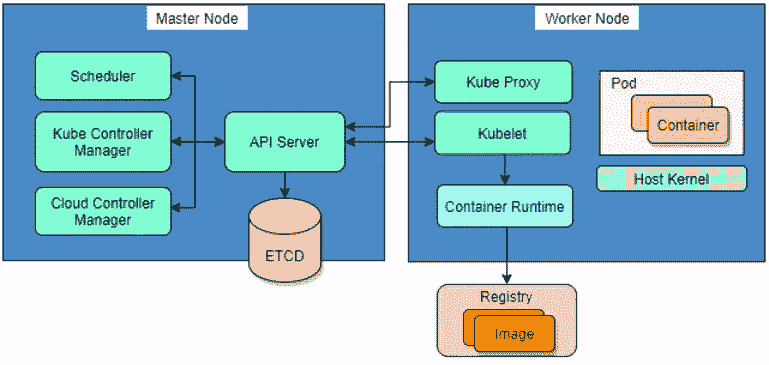 Master Node
Scheduler
Kube Controller
Manager
Cloud Controller
Manager
API Server
ETCD
Worker Node
Kube Proxy
Kubelet
Container Runtime
Pod
Container
Host Kernel
Registry
Image